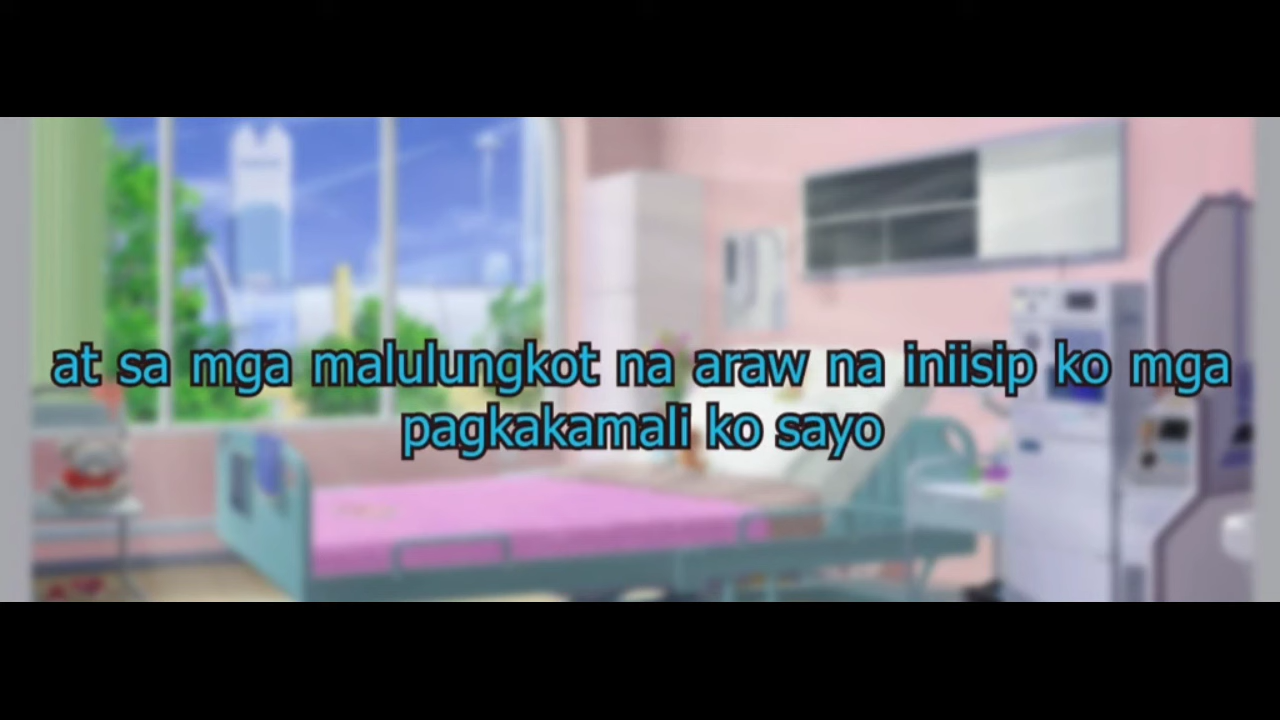 at sa mga malulungkot na araw na iniisip ko mga
pagkakamali ko sayo